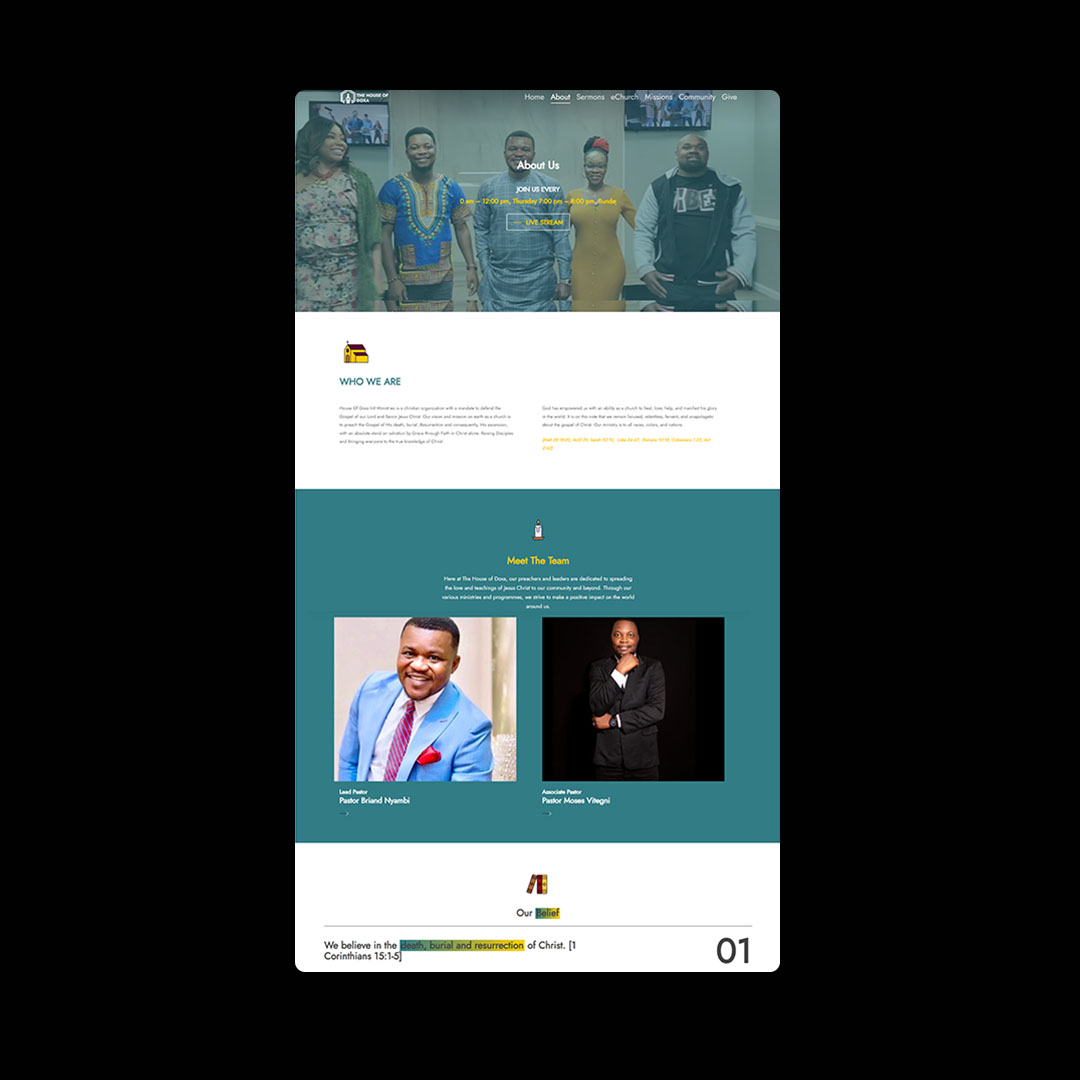 THE HOUSE OF
DOXA
Home About Sermons eChurch Missions Community Give
About Us
JOIN US EVERY
0 am – 12:00 pm, Thursday 7:00 pm – 8:00 pm, Sunda
LIVE STREAM
WHO WE ARE
House Of Doxa Int Ministries is a christian organization with a mandate to defend the
Gospel of our Lord and Savior Jesus Christ. Our vision and mission on earth as a church is
to preach the Gospel of His death, burial, Resurrection and consequently, His ascension,
with an absolute stand on salvation by Grace through Faith in Christ alone. Raising Disciples
and Bringing everyone to the true knowledge of Christ
God has empowered us with an ability as a church to heal, love, help, and manifest his glory
in the world. It is on this note that we remain focused, relentless, fervent, and unapologetic
about the gospel of Christ. Our ministry is to all races, colors, and nations.
Meet The Team
Here at The House of Doxa, our preachers and leaders are dedicated to spreading
the love and teachings of Jesus Christ to our community and beyond. Through our
various ministries and programmes, we strive to make a positive impact on the world
around us.
Lead Pastor
Pastor Briand Nyambi
Associate Pastor
Pastor Moses Vitegni
Our Belief
We believe in the death, burial and resurrection of Christ. [1
Corinthians 15:1-5]
01